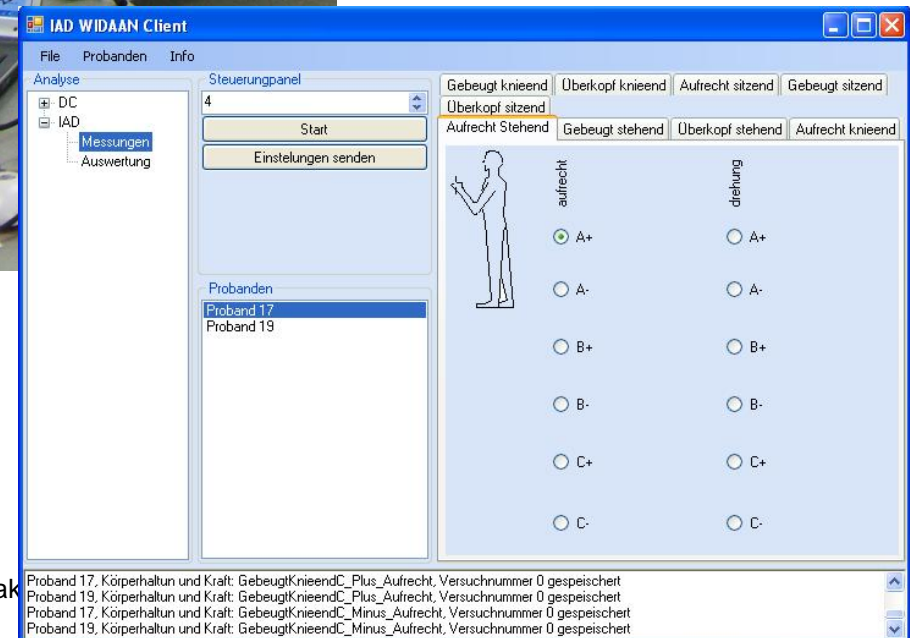 IAD WIDAAN Client
File Probanden Info
Analyse
DC
IAD
Messungen
Auswertung
Steuerungpanel
4
Start
Einstelungen senden
Probanden
Proband 17
Proband 19
Gebeugt knieend Überkopf knieend Aufrecht sitzend Gebeugt sitzend
Überkopf sitzend
Aufrecht Stehend Gebeugt stehend Überkopf stehend Aufrecht knieend
aufrecht drehung
A+ A+
A- A-
B+ B+
B- B-
C+ C+
C- C-
ak
Proband 17, Körperhaltun und Kraft: GebeugtKnieendC_Plus_Aufrecht, Versuchnummer 0 gespeischert
Proband 19, Körperhaltun und Kraft: GebeugtKnieendC_Plus_Aufrecht, Versuchnummer 0 gespeischert
Proband 17, Körperhaltun und Kraft: GebeugtKnieendC_Minus_Aufrecht, Versuchnummer 0 gespeischert
Proband 19, Körperhaltun und Kraft: GebeugtKnieendC_Minus_Aufrecht, Versuchnummer 0 gespeischert